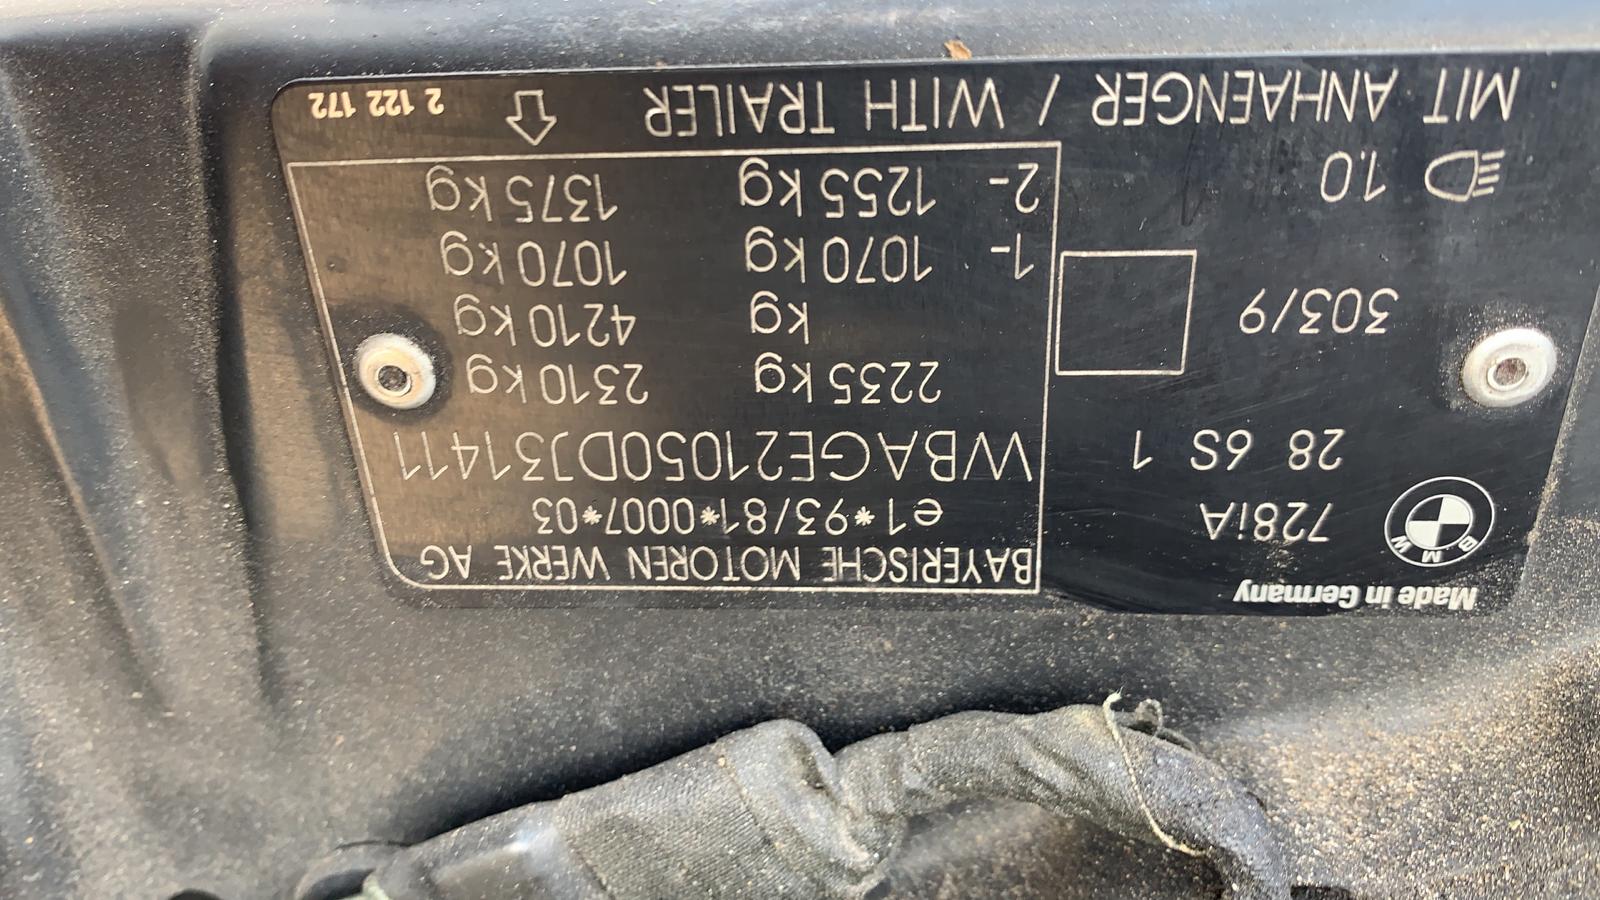 Made in Germany
BMW
728iA
28 6S 1
303/9
1.0
BAYERISCHE MOTOREN WERKE AG
e1*93/81*0007*03
WBAGE21050DJ31411
2235 kg 2310 kg
kg 4210 kg
1- 1070 kg 1070 kg
2- 1255 kg 1375 kg
MIT ANHAENGER / WITH TRAILER
2 122 172